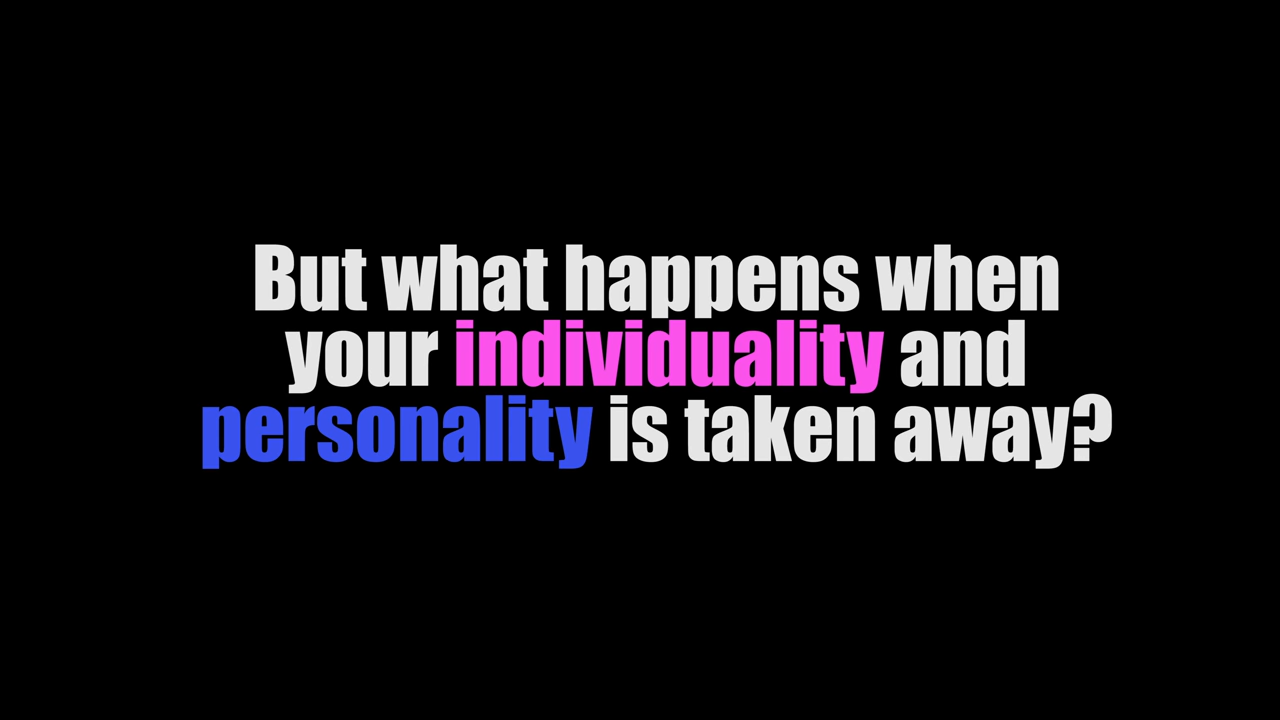 But what happens when
your individuality and
personality is taken away?